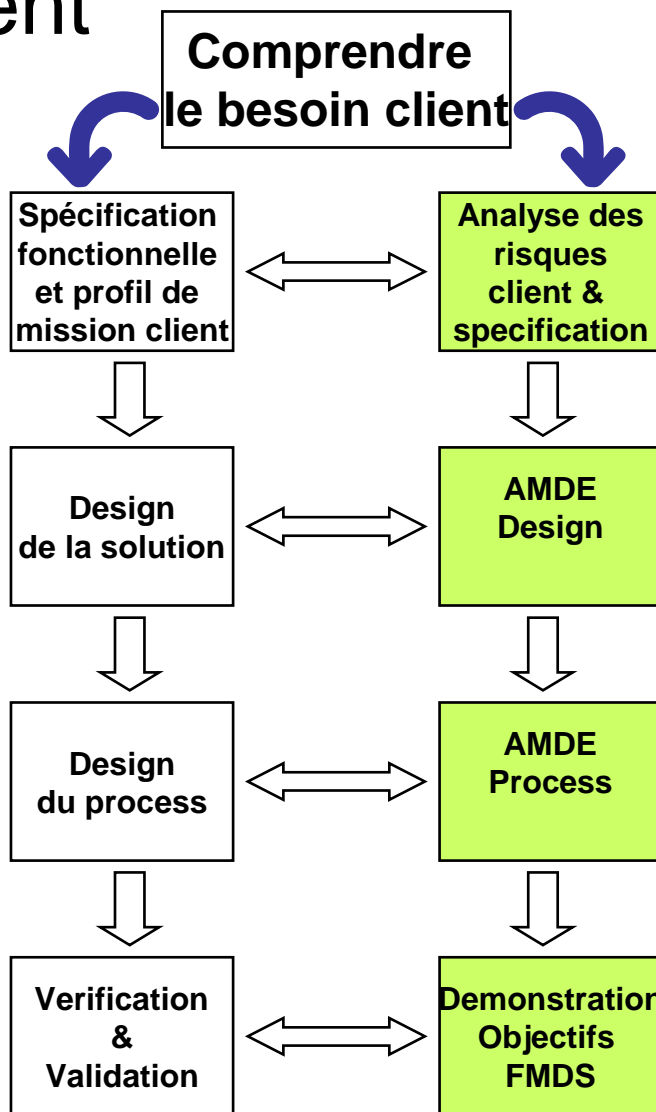 Comprendre
le besoin client
Spécification
fonctionnelle
et profil de
mission client
Analyse des
risques
client &
specification
Design
de la solution
AMDE
Design
Design
du process
AMDE
Process
Verification
&
Validation
Demonstration
Objectifs
FMDS